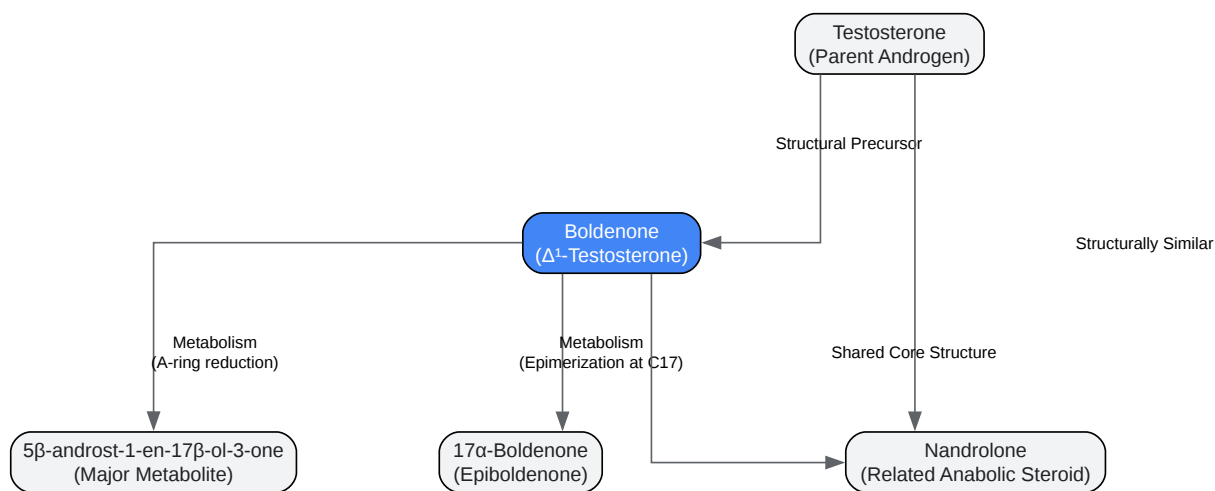 Testosterone
(Parent Androgen)
Structural Precursor
Boldenone
(Δ¹-Testosterone)
Structurally Similar
Metabolism
(A-ring reduction)
Metabolism
(Epimerization at C17)
Shared Core Structure
5β-androst-1-en-17β-ol-3-one
(Major Metabolite)
17α-Boldenone
(Epiboldenone)
Nandrolone
(Related Anabolic Steroid)